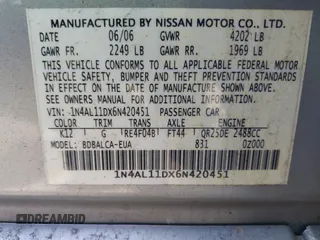 MFD BY NISSAN MOTOR CO., LTD.
DATE 06/06 GVWR 4202 LB
GAWR FR 2249 LB GAWR RR 1969 LB
THIS VEHICLE CONFORMS TO ALL APPLICABLE FEDERAL MOTOR
VEHICLE SAFETY, BUMPER AND THEFT PREVENTION STANDARDS
IN EFFECT ON THE DATE OF MANUFACTURE SHOWN ABOVE.
SEE OWNERS MANUAL FOR ADDITIONAL INFORMATION.
VIN:1N4AL11DX6N420451 PASSENGER CAR
COLOR TRIM TRANS AXLE ENGINE
K12 G RE4F04B FT44 QR25DE 2488CC
MODEL: BDBALCA-EUA 831 0Z000
1N4AL11DX6N420451
AUTOBIDMASTER